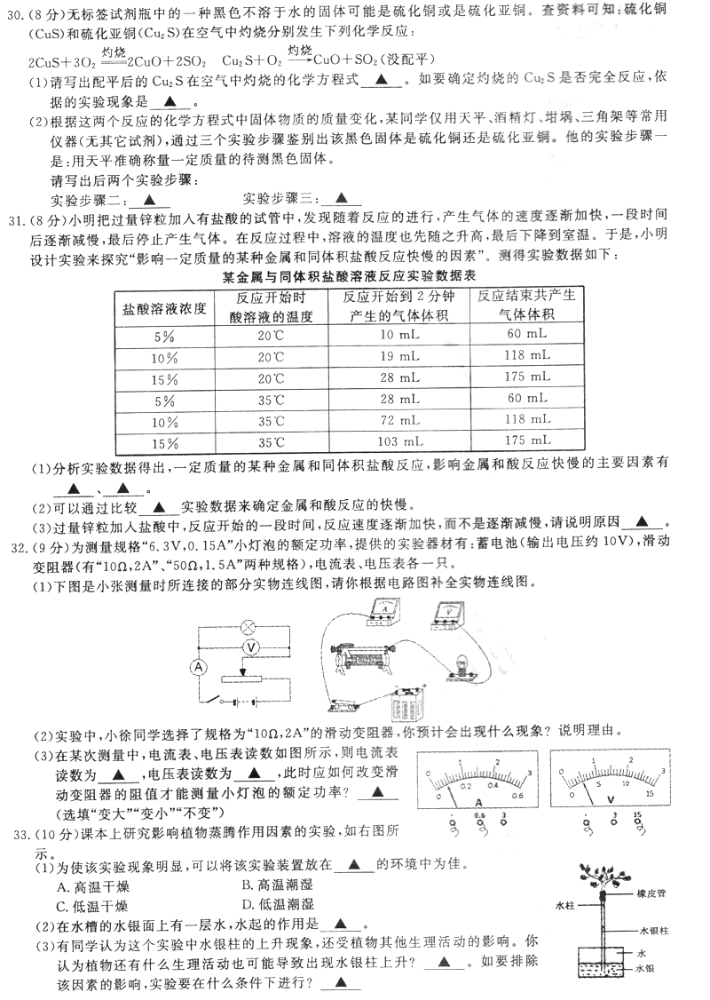 30.(8分)无标签试剂瓶中的一种黑色不溶于水的固体可能是硫化铜或是硫化亚铜。查资料可知:硫化铜
(CuS)和硫化亚铜(Cu₂S)在空气中灼烧分别发生下列化学反应:
2CuS+3O₂ 灼烧 2CuO+2SO₂ Cu₂S+O₂ 灼烧→ CuO+SO₂(没配平)
(1)请写出配平后的 Cu₂S 在空气中灼烧的化学方程式 ▲ 。如要确定灼烧的 Cu₂S 是否完全反应,依
据的实验现象是 ▲ 。
(2)根据这两个反应的化学方程式中固体物质的质量变化,某同学仅用天平、酒精灯、坩埚、三角架等常用
仪器(无其它试剂),通过三个实验步骤鉴别出该黑色固体是硫化铜还是硫化亚铜。他的实验步骤一
是:用天平准确称量一定质量的待测黑色固体。
请写出后两个实验步骤:
实验步骤二: ▲ 实验步骤三: ▲
31.(8分)小明把过量锌粒加人有盐酸的试管中,发现随着反应的进行,产生气体的速度逐渐加快,一段时间
后逐渐减慢,最后停止产生气体。在反应过程中,溶液的温度也先随之升高,最后下降到室温。于是,小明
设计实验来探究“影响一定质量的某种金属和同体积盐酸反应快慢的因素”。测得实验数据如下:
某金属与同体积盐酸溶液反应实验数据表
盐酸溶液浓度 反应开始时酸溶液的温度 反应开始到2分钟产生的气体体积 反应结束共产生气体体积
5% 20℃ 10 mL 60 mL
10% 20℃ 19 mL 118 mL
15% 20℃ 28 mL 175 mL
5% 35℃ 28 mL 60 mL
10% 35℃ 72 mL 118 mL
15% 35℃ 103 mL 175 mL
(1)分析实验数据得出,一定质量的某种金属和同体积盐酸反应,影响金属和酸反应快慢的主要因素有
▲ 、 ▲ 。
(2)可以通过比较 ▲ 实验数据来确定金属和酸反应的快慢。
(3)过量锌粒加人盐酸中,反应开始的一段时间,反应速度逐渐加快,而不是逐渐减慢,请说明原因 ▲ 。
32.(9分)为测量规格“6.3V,0.15A”小灯泡的额定功率,提供的实验器材有:蓄电池(输出电压约10V),滑动
变阻器(有“10Ω,2A”、“50Ω,1.5A”两种规格),电流表、电压表各一只。
(1)下图是小张测量时所连接的部分实物连线图,请你根据电路图补全实物连线图。
V
A
A
V
- +
(2)实验中,小徐同学选择了规格为“10Ω,2A”的滑动变阻器,你预计会出现什么现象?说明理由。
(3)在某次测量中,电流表、电压表读数如图所示,则电流表
读数为 ▲ ,电压表读数为 ▲ ,此时应如何改变滑
动变阻器的阻值才能测量小灯泡的额定功率? ▲
(选填“变大”“变小”“不变”)
0 1 2 3
0 0.2 0.4 0.6
A
- 0.6 3
0 1 2 3
0 5 10 15
V
- 3 15
33.(10分)课本上研究影响植物蒸腾作用因素的实验,如右图所
示。
(1)为使该实验现象明显,可以将该实验装置放在 ▲ 的环境中为佳。
A.高温干燥 B.高温潮湿
C.低温干燥 D.低温潮湿
(2)在水槽的水银面上有一层水,水起的作用是 ▲ 。
(3)有同学认为这个实验中水银柱的上升现象,还受植物其他生理活动的影响。你
认为植物还有什么生理活动也可能导致出现水银柱上升? ▲ 。如要排除
该因素的影响,实验要在什么条件下进行? ▲
橡皮管
水柱
水银柱
水
水银